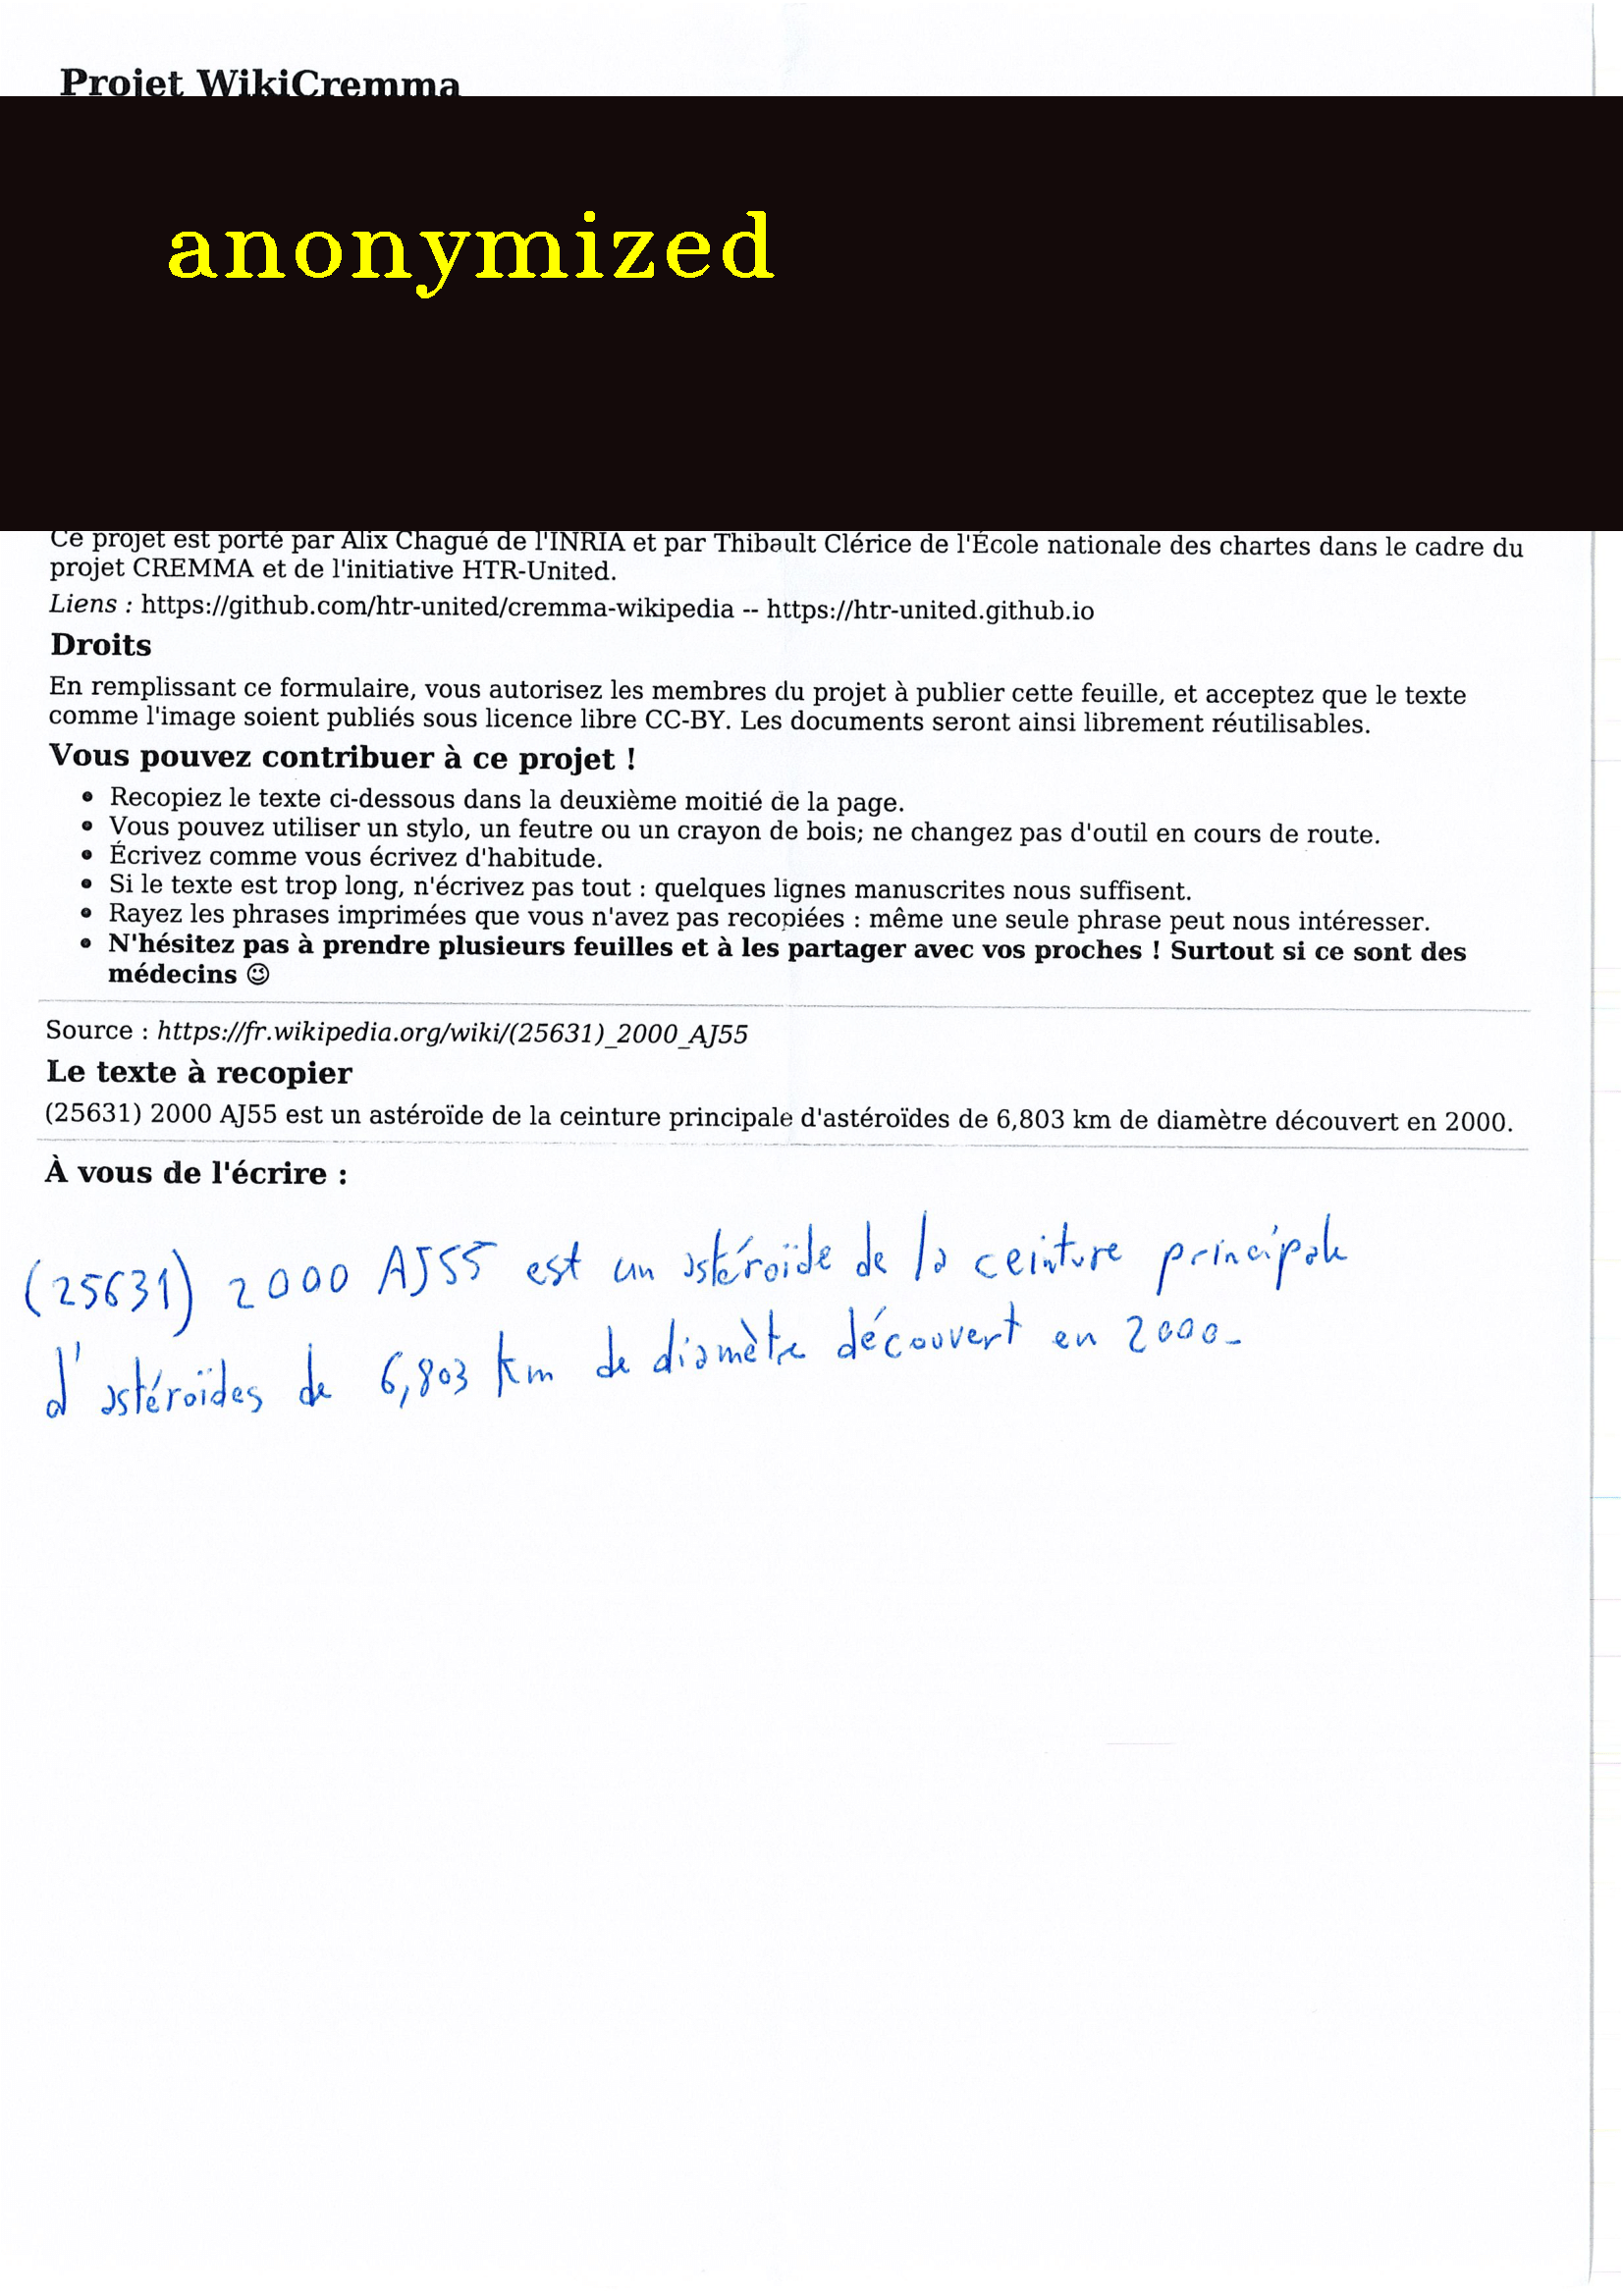 Projet WikiCremma
anonymized
Ce projet est porté par Alix Chagué de l'INRIA et par Thibault Clérice de l'École nationale des chartes dans le cadre du
projet CREMMA et de l'initiative HTR-United.
Liens : https://github.com/htr-united/cremma-wikipedia -- https://htr-united.github.io
Droits
En remplissant ce formulaire, vous autorisez les membres du projet à publier cette feuille, et acceptez que le texte
comme l'image soient publiés sous licence libre CC-BY. Les documents seront ainsi librement réutilisables.
Vous pouvez contribuer à ce projet !
• Recopiez le texte ci-dessous dans la deuxième moitié de la page.
• Vous pouvez utiliser un stylo, un feutre ou un crayon de bois; ne changez pas d'outil en cours de route.
• Écrivez comme vous écrivez d'habitude.
• Si le texte est trop long, n'écrivez pas tout : quelques lignes manuscrites nous suffisent.
• Rayez les phrases imprimées que vous n'avez pas recopiées : même une seule phrase peut nous intéresser.
• N'hésitez pas à prendre plusieurs feuilles et à les partager avec vos proches ! Surtout si ce sont des
médecins 😉
Source : https://fr.wikipedia.org/wiki/(25631)_2000_AJ55
Le texte à recopier
(25631) 2000 AJ55 est un astéroïde de la ceinture principale d'astéroïdes de 6,803 km de diamètre découvert en 2000.
À vous de l'écrire :
(25631) 2000 AJ55 est un astéroïde de la ceinture principale
d'astéroïdes de 6,803 km de diamètre découvert en 2000.